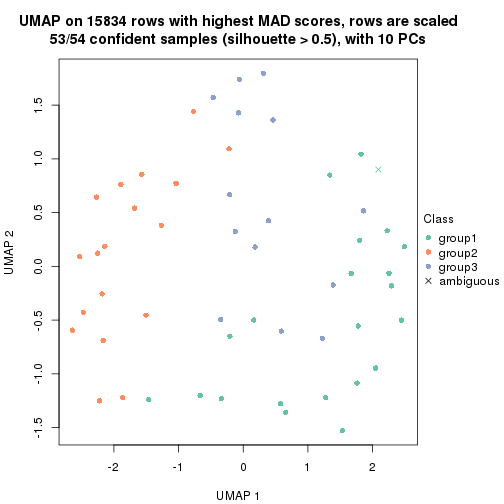 UMAP on 15834 rows with highest MAD scores, rows are scaled
53/54 confident samples (silhouette > 0.5), with 10 PCs
1.5
1.0
0.5
0.0
-0.5
-1.0
-1.5
UMAP 2
-2
-1
0
1
2
UMAP 1
Class
group1
group2
group3
ambiguous